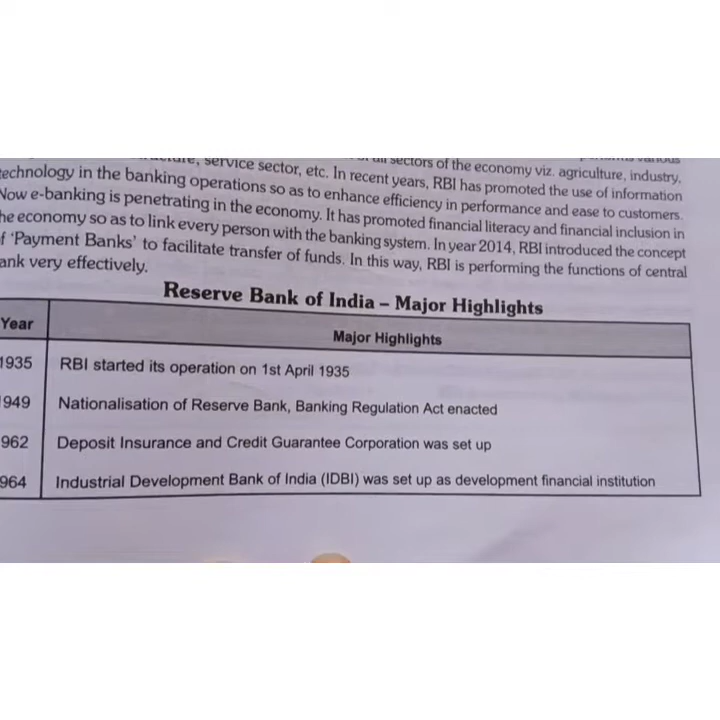 service sector, etc. In recent years, RBI has promoted the use of information
sectors of the economy viz. agriculture, industry,
technology in the banking operations so as to enhance efficiency in performance and ease to customers.
Now e-banking is penetrating in the economy. It has promoted financial literacy and financial inclusion in
he economy so as to link every person with the banking system. In year 2014, RBI introduced the concept
f 'Payment Banks' to facilitate transfer of funds. In this way, RBI is performing the functions of central
ank very effectively.
Reserve Bank of India – Major Highlights
Year Major Highlights
1935 RBI started its operation on 1st April 1935
949 Nationalisation of Reserve Bank, Banking Regulation Act enacted
962 Deposit Insurance and Credit Guarantee Corporation was set up
964 Industrial Development Bank of India (IDBI) was set up as development financial institution